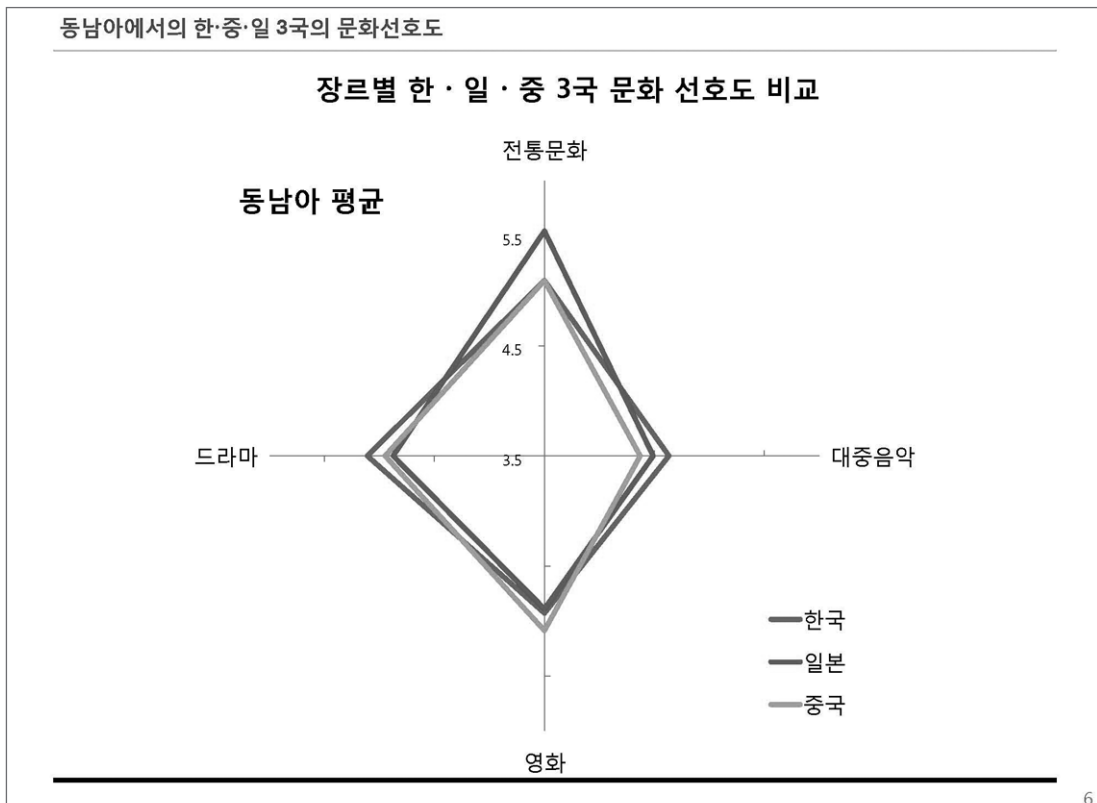 동남아에서의 한·중·일 3국의 문화선호도
장르별 한 · 일 · 중 3국 문화 선호도 비교
전통문화
동남아 평균
5.5
4.5
드라마
3.5
대중음악
한국
일본
중국
영화
6